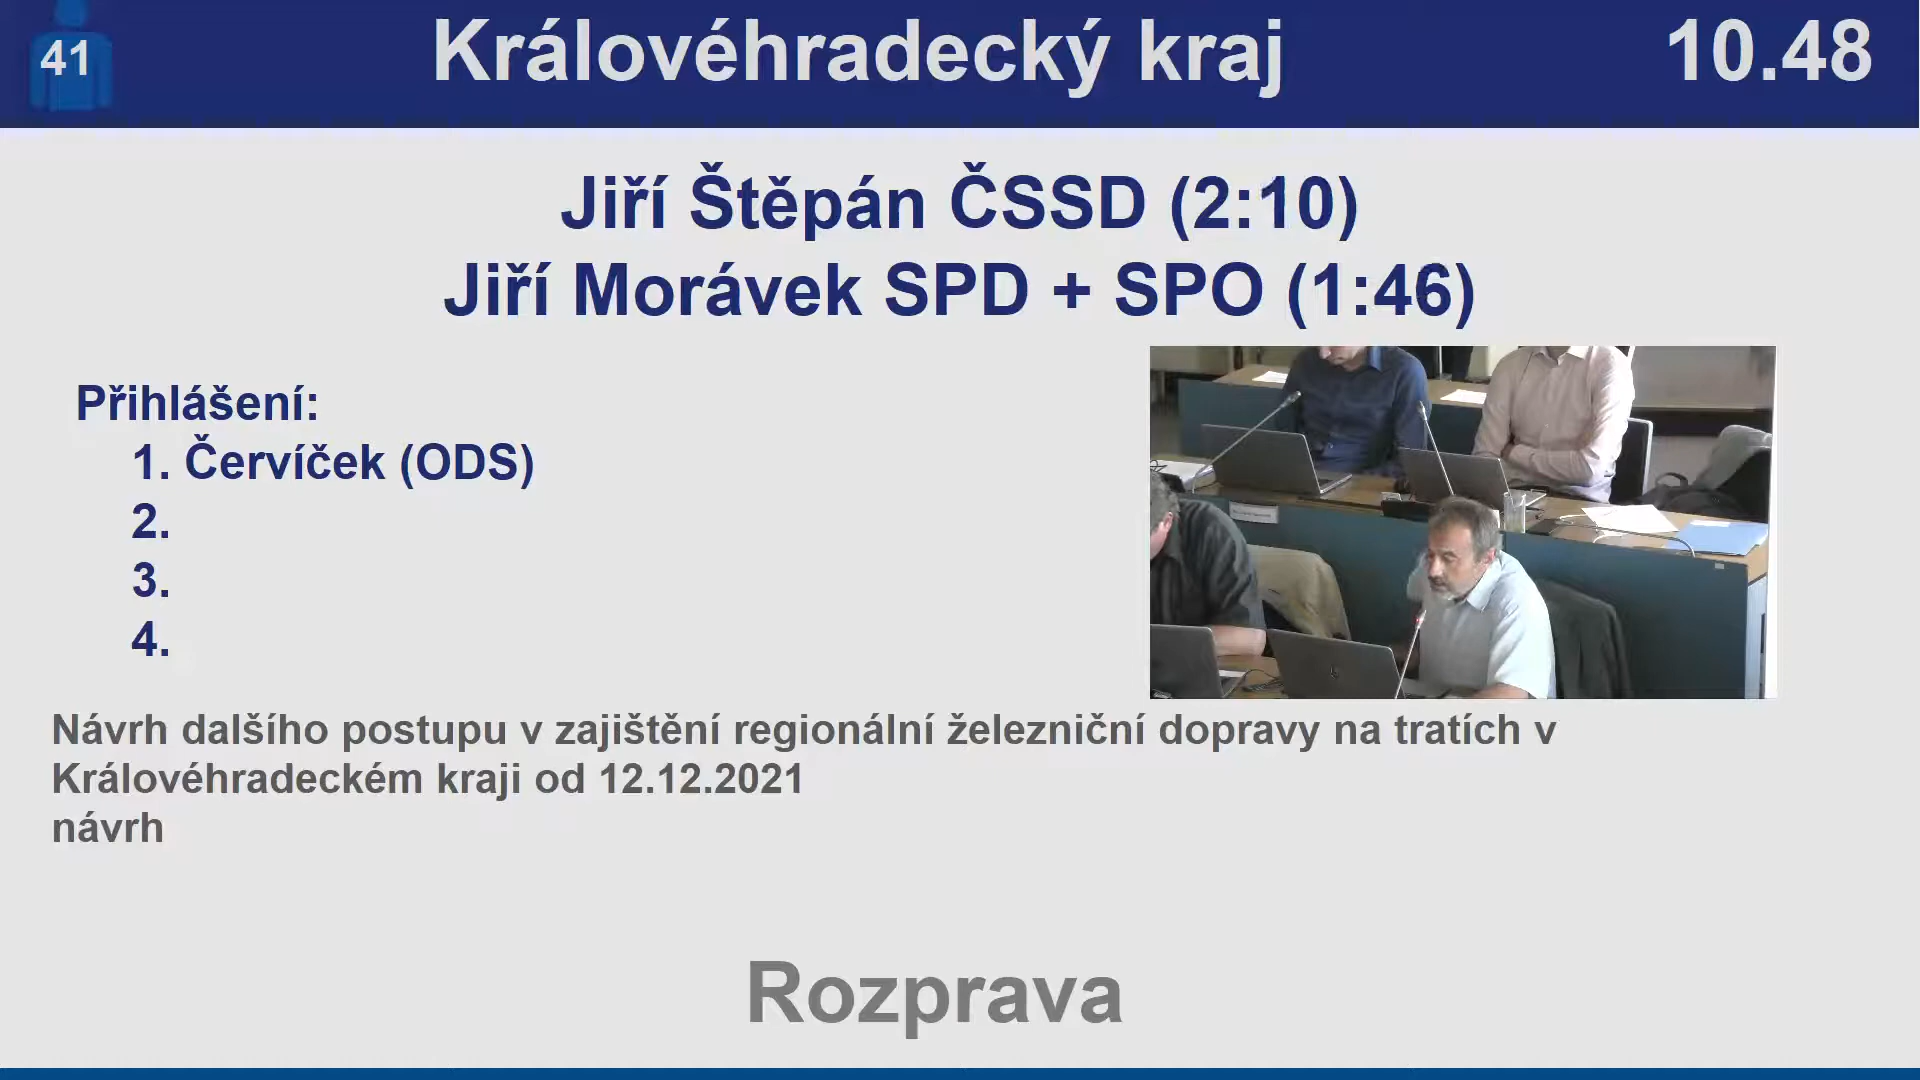 41
Královéhradecký kraj
10.48
Jiří Štěpán ČSSD (2:10)
Jiří Morávek SPD + SPO (1:46)
Přihlášení:
1. Červíček (ODS)
2.
3.
4.
Návrh dalšího postupu v zajištění regionální železniční dopravy na tratích v
Královéhradeckém kraji od 12.12.2021
návrh
Rozprava